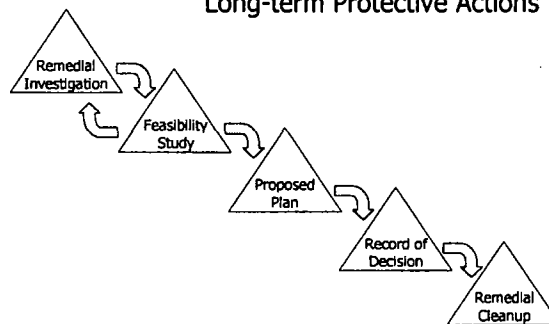 Long-term Protective Actions
Remedial
Investigation
Feasibility
Study
Proposed
Plan
Record of
Decision
Remedial
Cleanup